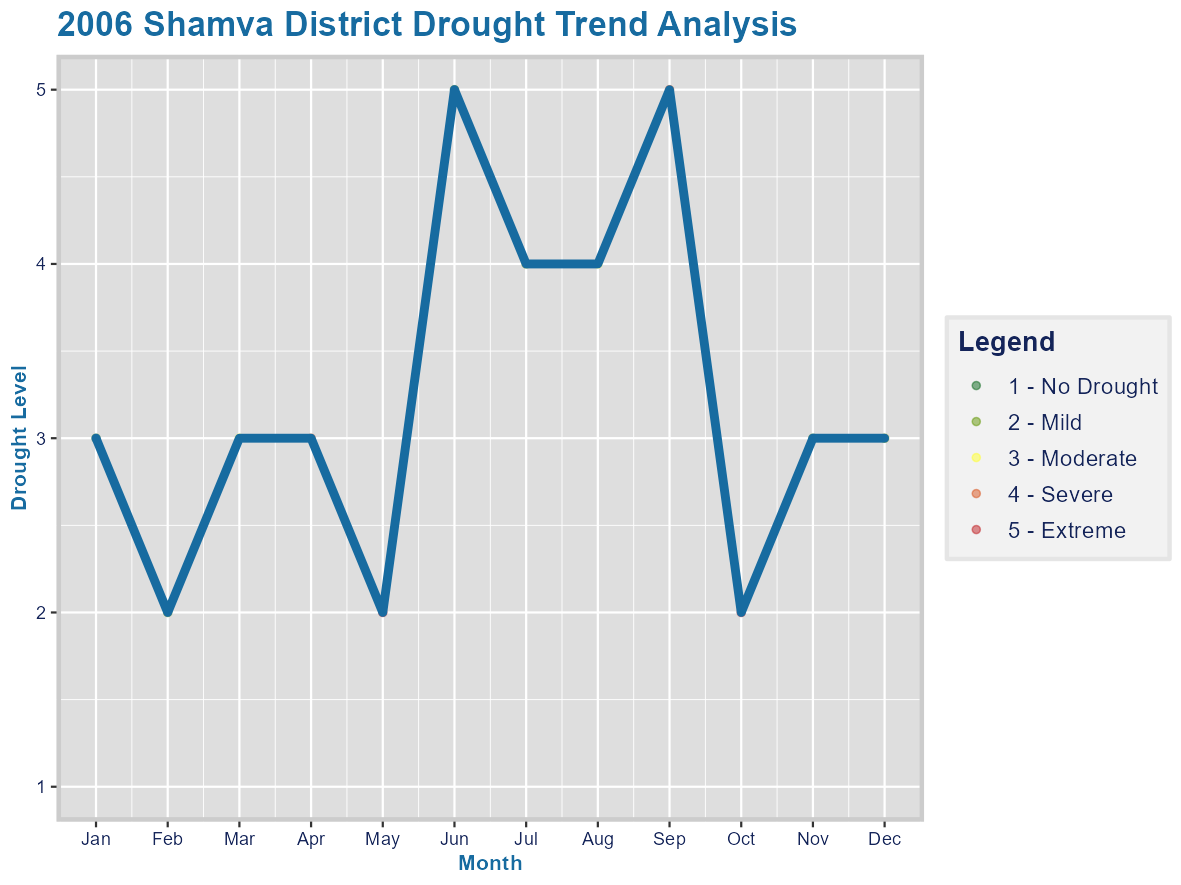 2006 Shamva District Drought Trend Analysis
Drought Level
5
4
3
2
1
Jan Feb Mar Apr May Jun Jul Aug Sep Oct Nov Dec
Month
Legend
1 - No Drought
2 - Mild
3 - Moderate
4 - Severe
5 - Extreme